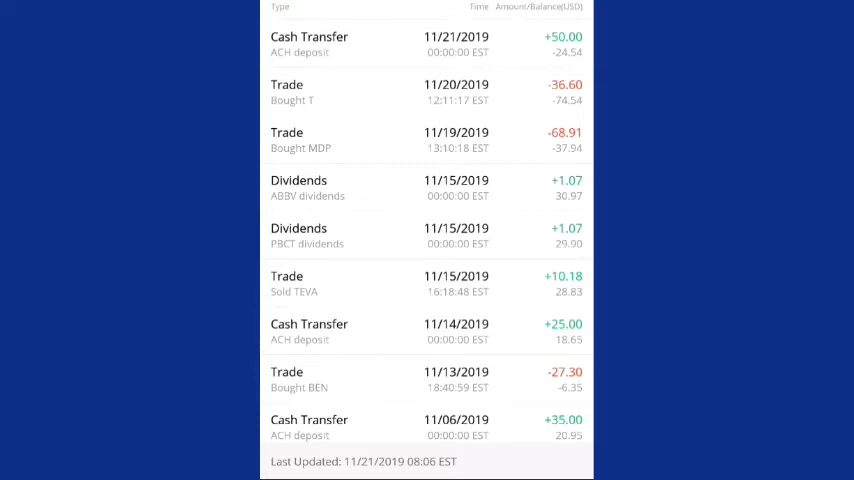 Type Time Amount/Balance(USD)
Cash Transfer 11/21/2019 +50.00
ACH deposit 00:00:00 EST -24.54
Trade 11/20/2019 -36.60
Bought T 12:11:17 EST -74.54
Trade 11/19/2019 -68.91
Bought MDP 13:10:18 EST -37.94
Dividends 11/15/2019 +1.07
ABBV dividends 00:00:00 EST 30.97
Dividends 11/15/2019 +1.07
PBCT dividends 00:00:00 EST 29.90
Trade 11/15/2019 +10.18
Sold TEVA 16:18:48 EST 28.83
Cash Transfer 11/14/2019 +25.00
ACH deposit 00:00:00 EST 18.65
Trade 11/13/2019 -27.30
Bought BEN 18:40:59 EST -6.35
Cash Transfer 11/06/2019 +35.00
ACH deposit 00:00:00 EST 20.95
Last Updated: 11/21/2019 08:06 EST